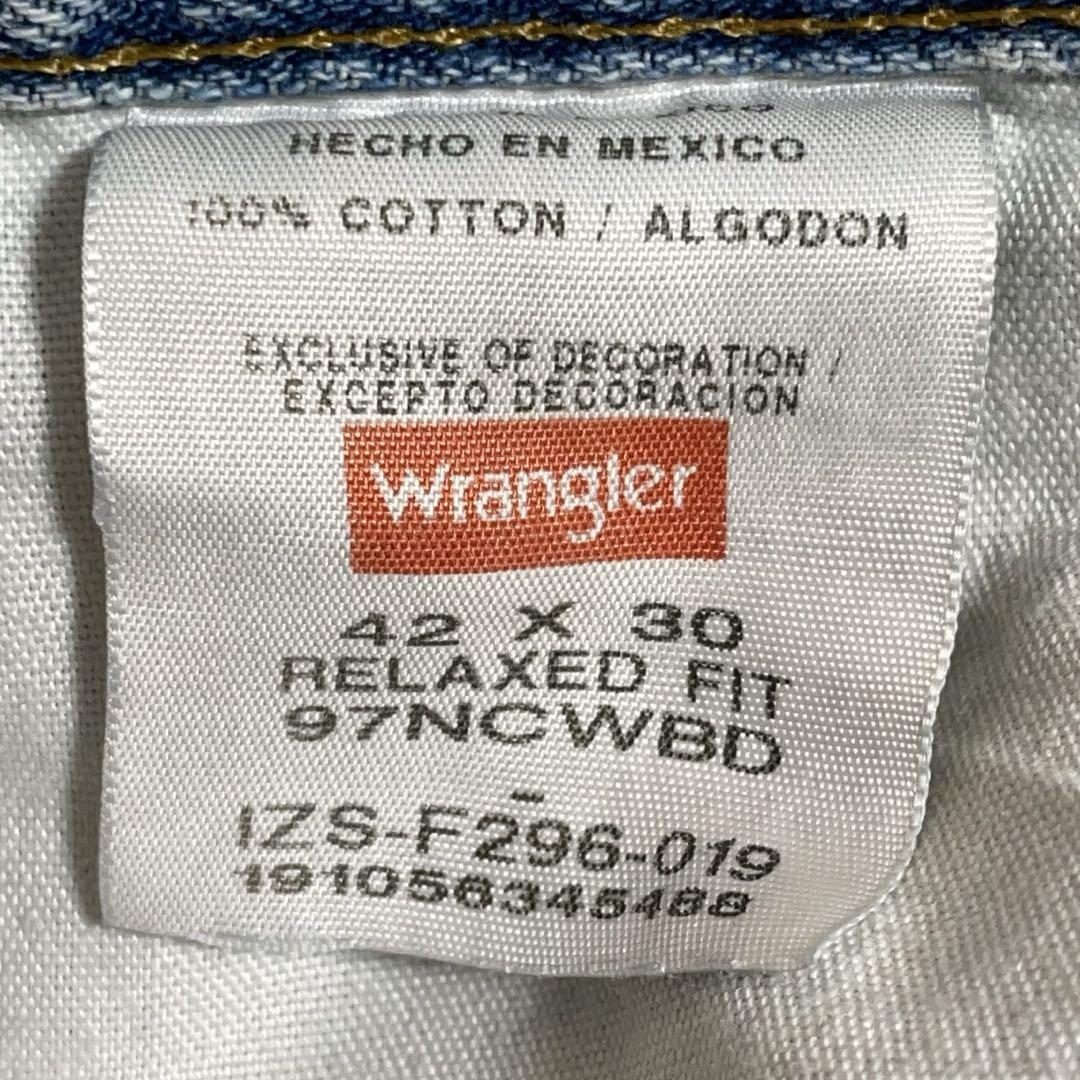 HECHO EN MEXICO
100% COTTON / ALGODON
EXCLUSIVE OF DECORATION /
EXCEPTO DECORACION
Wrangler
42 X 30
RELAXED FIT
97NCWBD
-
IZS-F296-019
191056345488